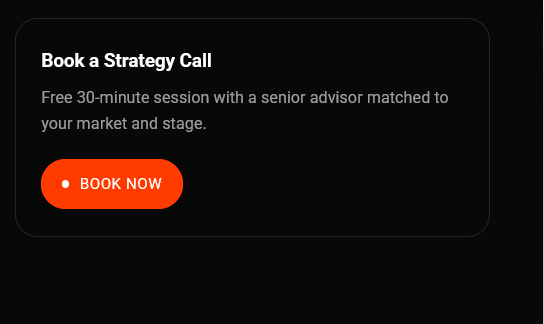 Book a Strategy Call
Free 30-minute session with a senior advisor matched to
your market and stage.
BOOK NOW